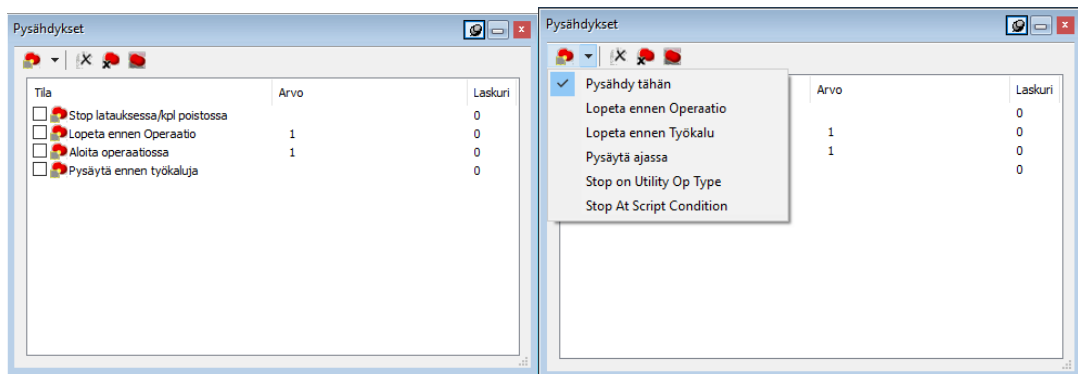 Pysähdykset
Tila Arvo Laskuri
Stop latauksessa/kpl poistossa 0
Lopeta ennen Operaatio 1 0
Aloita operaatiossa 1 0
Pysäytä ennen työkaluja 0
Pysähdykset
Pysähdy tähän
Lopeta ennen Operaatio
Lopeta ennen Työkalu
Pysäytä ajassa
Stop on Utility Op Type
Stop At Script Condition
Arvo Laskuri
0
1 0
1 0
0